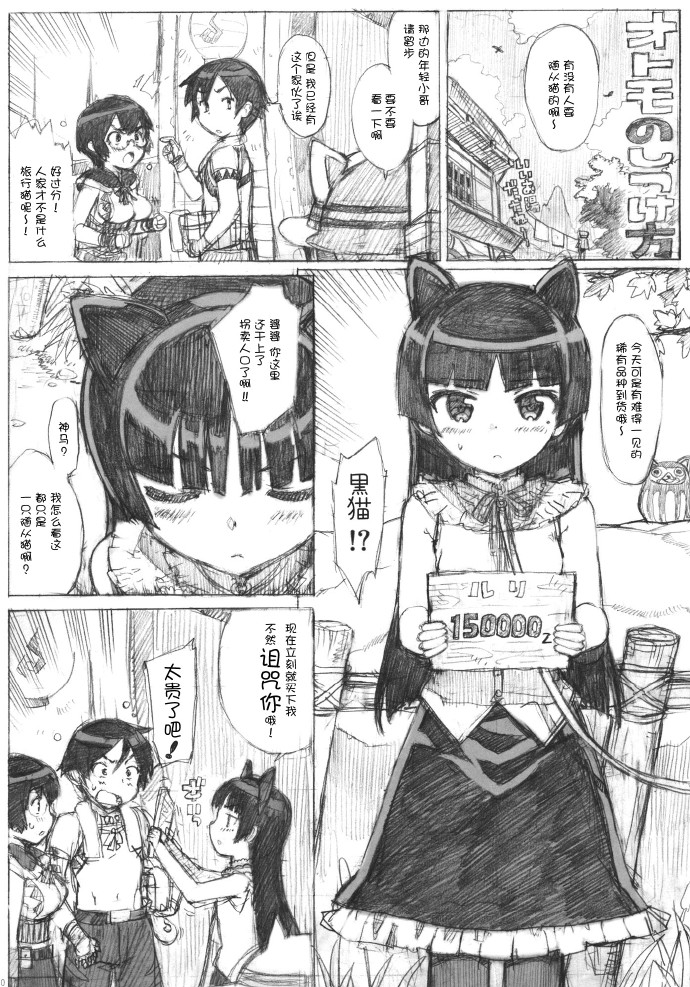 オトモのしつけ方
有没有人要
随从猫的啊~
那边的年轻小哥
请留步
要不要
看一下啊
但是 我已经有
这个家伙了诶
好过分!
人家才不是什么
旅行猫呢~!
今天可是有难得一见的
稀有品种到货哦~
黑猫!?
ルリ
150000z
婆婆 你这里
还干上了
拐卖人口了啊!!
神马?
我怎么看这
都只是
一只随从猫啊?
现在立刻就买下我
不然
诅咒你
哦!
太贵了吧!